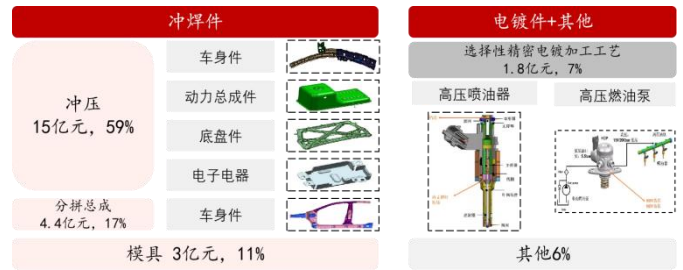 冲焊件
冲压
15亿元，59%
分拼总成
4.4亿元，17%
车身件
动力总成件
底盘件
电子电器
车身件
模具 3亿元，11%
电镀件+其他
选择性精密电镀加工工艺
1.8亿元，7%
高压喷油器
高压燃油泵
其他6%